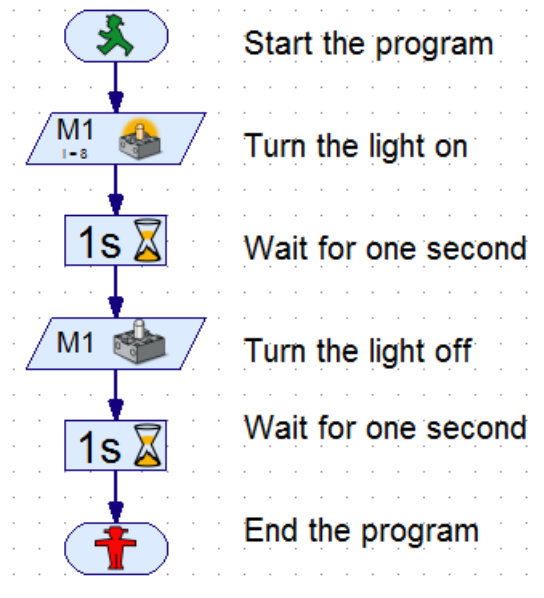 Start the program
M1
I = 8
Turn the light on
1s
Wait for one second
M1
Turn the light off
1s
Wait for one second
End the program